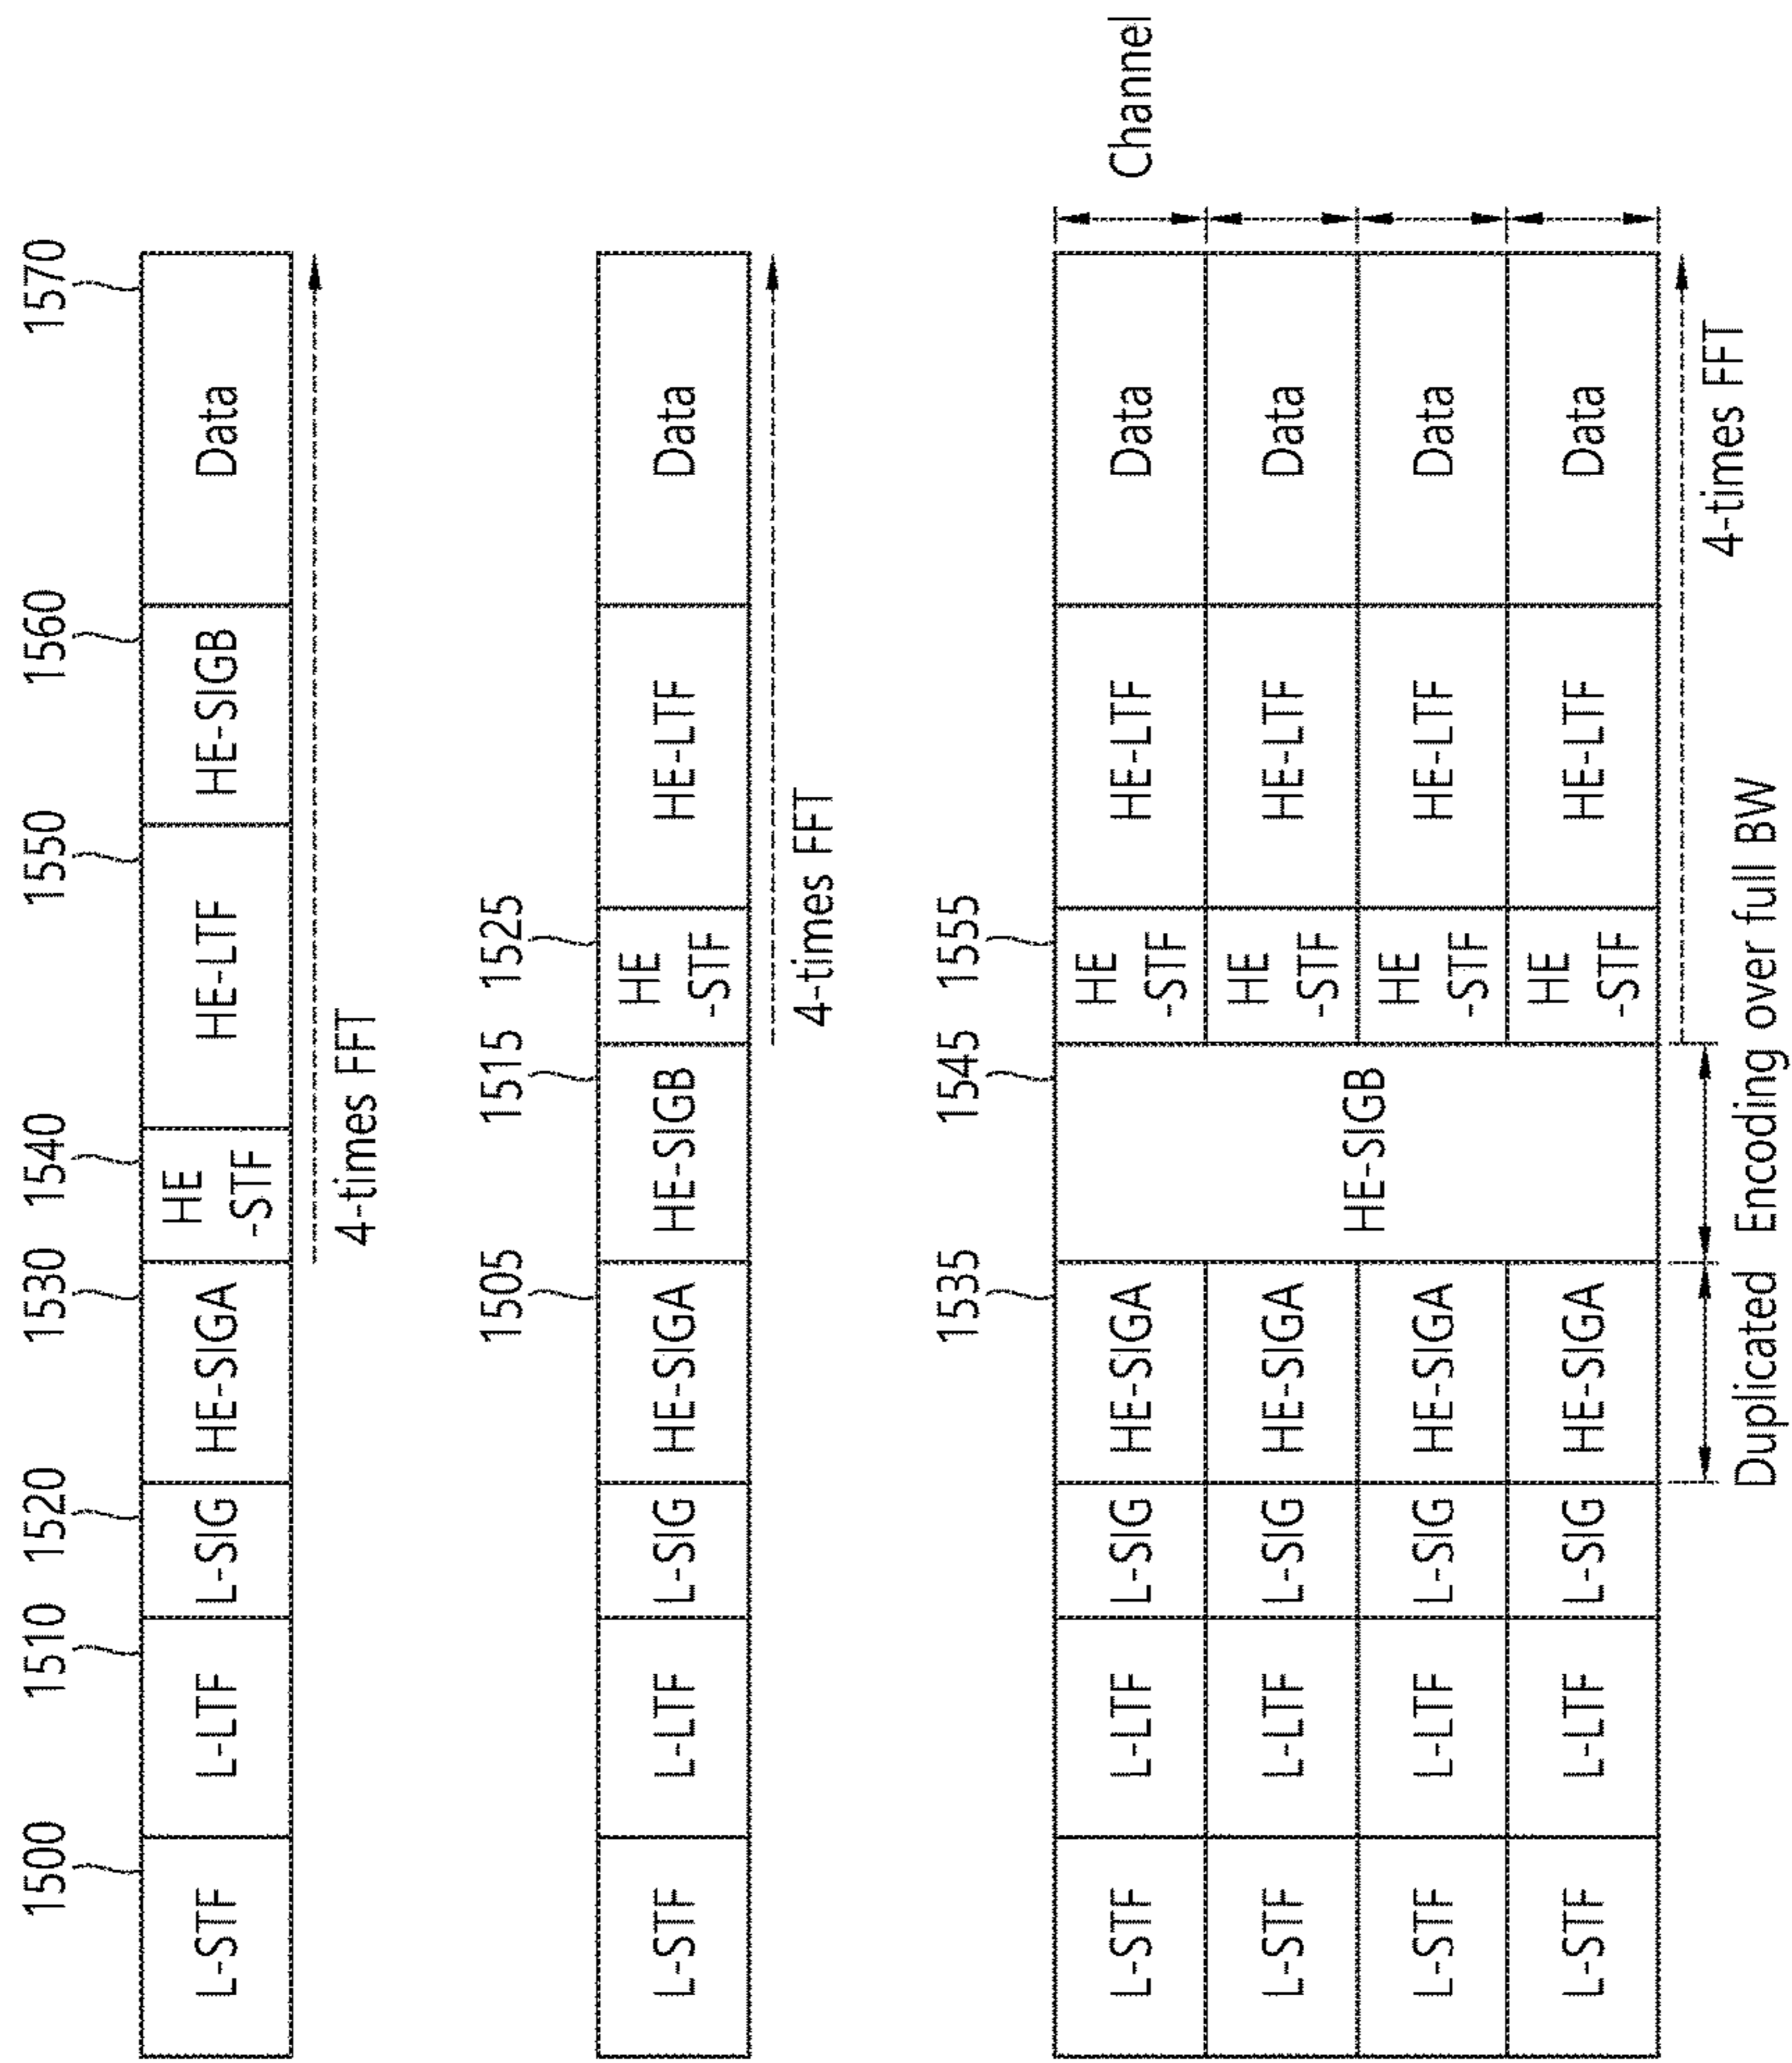 1500 1510 1520 1530 1540 1550 1560 1570
L-STF L-LTF L-SIG HE-SIGA HE
-STF HE-LTF HE-SIGB Data
4-times FFT
1505 1515 1525
L-STF L-LTF L-SIG HE-SIGA HE-SIGB HE
-STF HE-LTF Data
4-times FFT
1535 1545 1555
Channel
L-STF L-LTF L-SIG HE-SIGA HE
-STF HE-LTF Data
L-STF L-LTF L-SIG HE-SIGA HE
-STF HE-LTF Data
HE-SIGB
L-STF L-LTF L-SIG HE-SIGA HE
-STF HE-LTF Data
L-STF L-LTF L-SIG HE-SIGA HE
-STF HE-LTF Data
4-times FFT
Duplicated Encoding over full BW